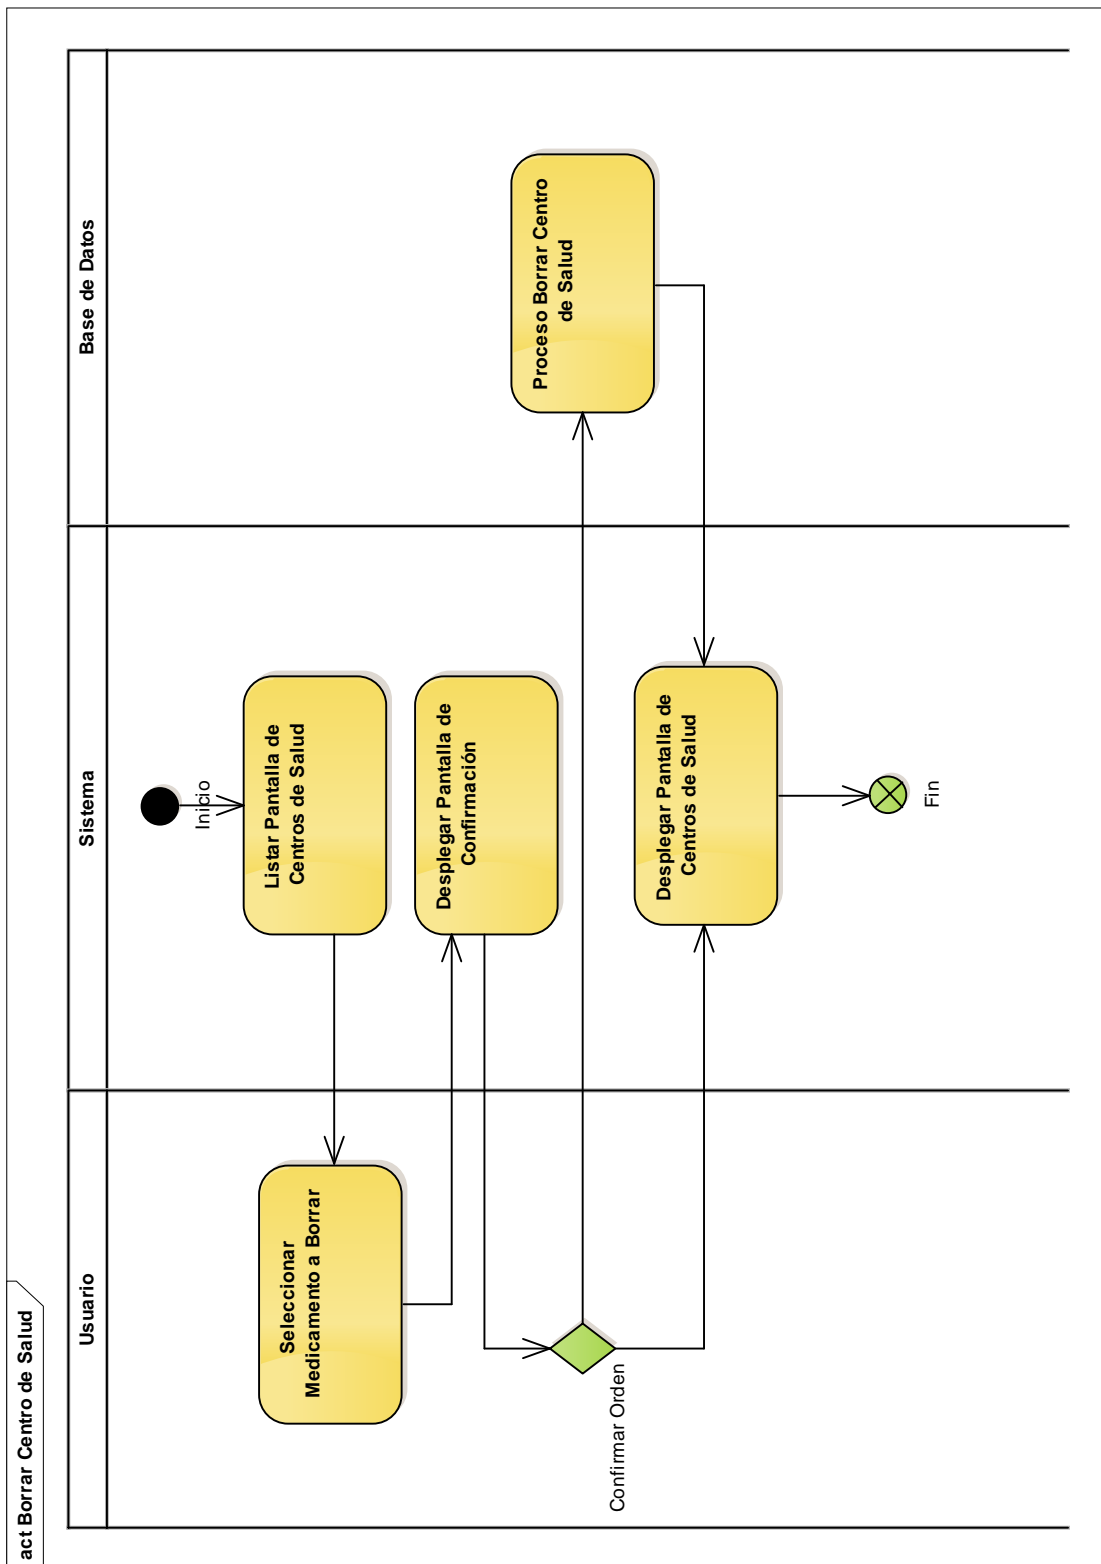 act Borrar Centro de Salud
Usuario
Sistema
Base de Datos
Inicio
Listar Pantalla de
Centros de Salud
Seleccionar
Medicamento a Borrar
Desplegar Pantalla de
Confirmación
Confirmar Orden
Proceso Borrar Centro
de Salud
Desplegar Pantalla de
Centros de Salud
Fin